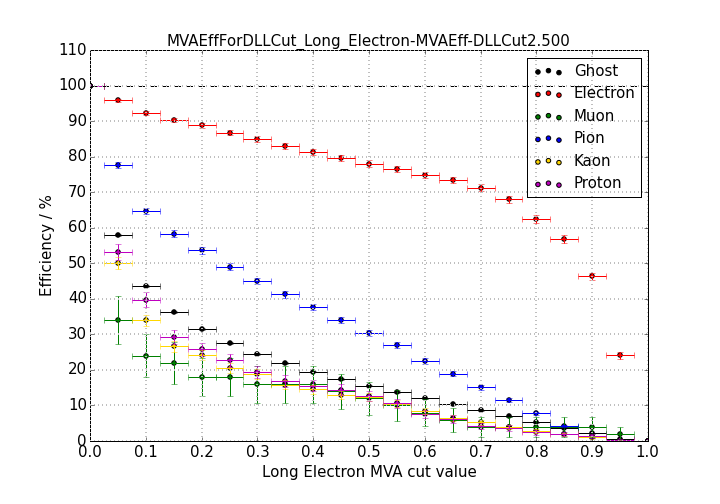 MVAEffForDLLCut_Long_Electron-MVAEff-DLLCut2.500
110
100
90
80
70
60
50
40
30
20
10
0
Efficiency / %
Ghost
Electron
Muon
Pion
Kaon
Proton
0.0 0.1 0.2 0.3 0.4 0.5 0.6 0.7 0.8 0.9 1.0
Long Electron MVA cut value